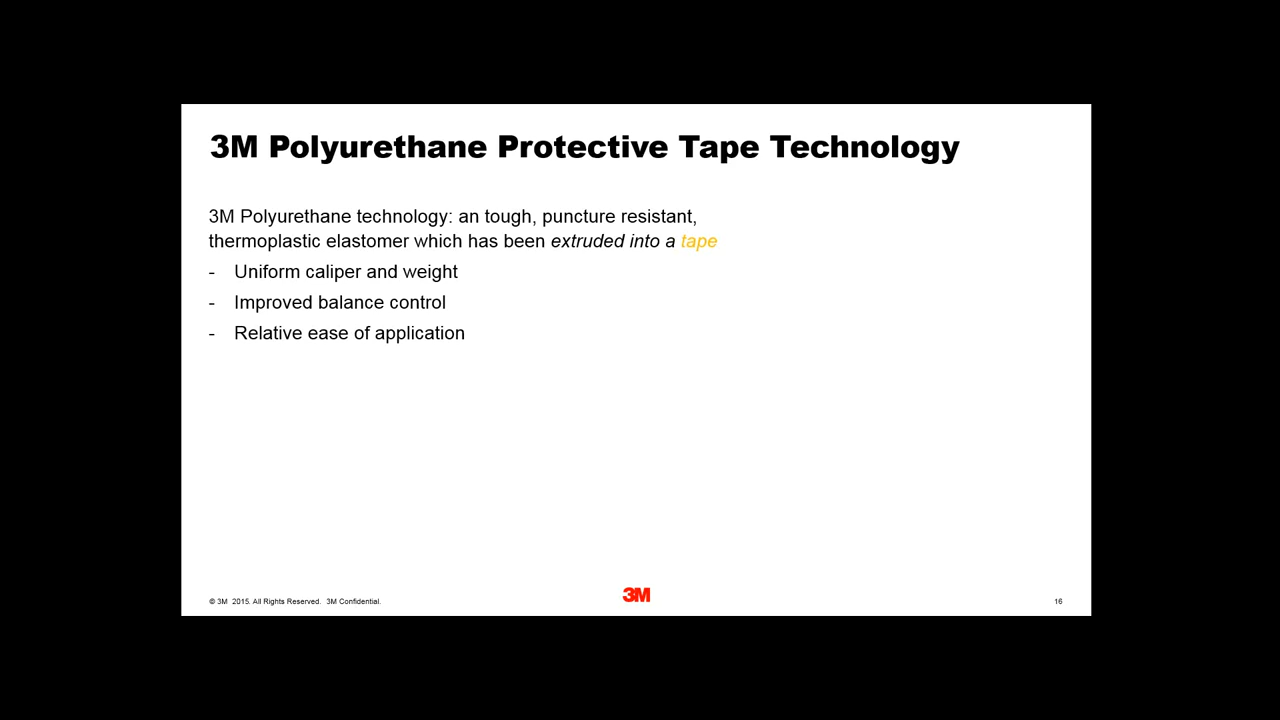 3M Polyurethane Protective Tape Technology
3M Polyurethane technology: an tough, puncture resistant,
thermoplastic elastomer which has been extruded into a tape
- Uniform caliper and weight
- Improved balance control
- Relative ease of application
© 3M 2015. All Rights Reserved. 3M Confidential.
3M
16